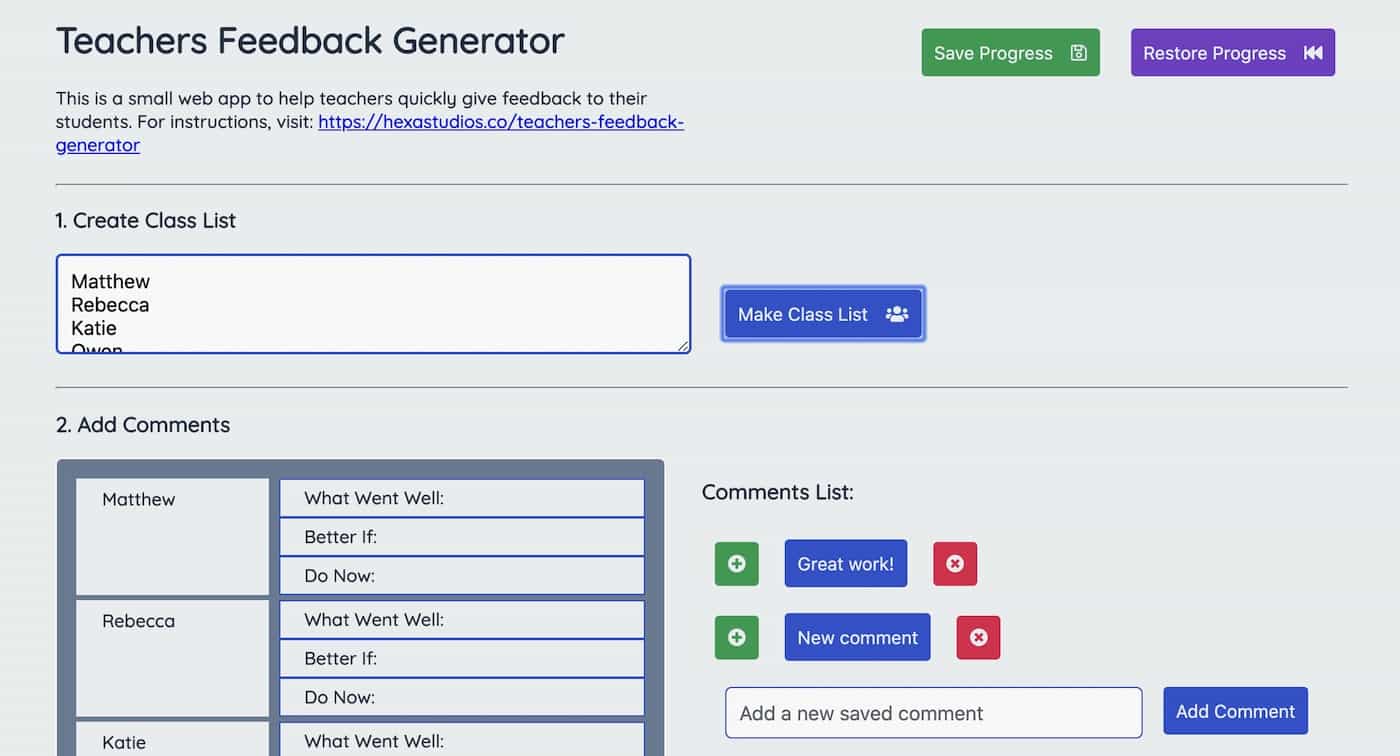 Teachers Feedback Generator
Save Progress
Restore Progress
This is a small web app to help teachers quickly give feedback to their
students. For instructions, visit: https://hexastudios.co/teachers-feedback-
generator
1. Create Class List
Matthew
Rebecca
Katie
Owen
Make Class List
2. Add Comments
Matthew
What Went Well:
Better If:
Do Now:
Rebecca
What Went Well:
Better If:
Do Now:
Katie
What Went Well:
Comments List:
Great work!
New comment
Add a new saved comment
Add Comment